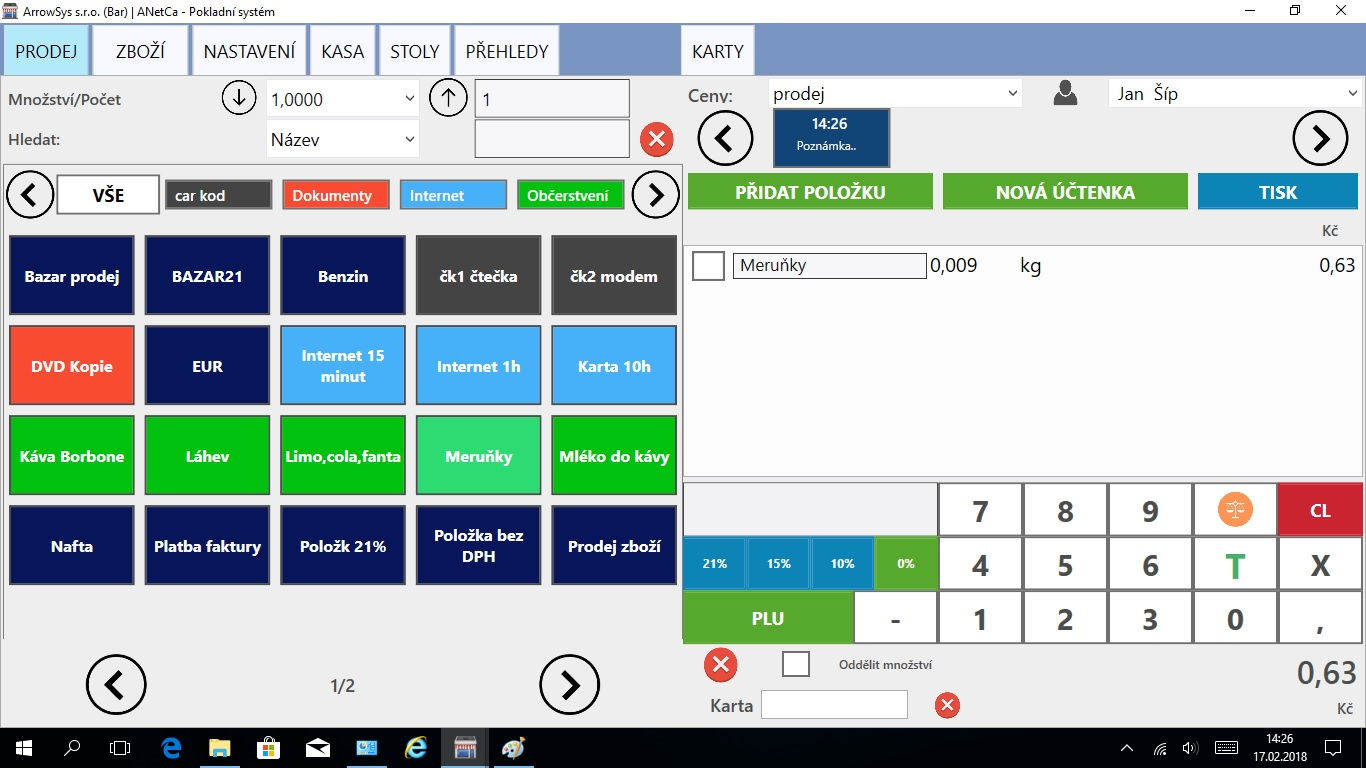 ArrowSys s.r.o. (Bar) | ANetCa - Pokladní systém
PRODEJ ZBOŽÍ NASTAVENÍ KASA STOLY PŘEHLEDY KARTY
Množství/Počet 1,0000 1
Hledat: Název
Ceny: prodej Jan Šíp
14:26
Poznámka..
VŠE car kod Dokumenty Internet Občerstvení
PŘIDAT POLOŽKU NOVÁ ÚČTENKA TISK
Kč
Meruňky 0,009 kg 0,63
Bazar prodej BAZAR21 Benzin čk1 čtečka čk2 modem
DVD Kopie EUR Internet 15 minut Internet 1h Karta 10h
Káva Borbone Láhev Limo,cola,fanta Meruňky Mléko do kávy
Nafta Platba faktury Položk 21% Položka bez DPH Prodej zboží
1/2
7 8 9 CL
21% 15% 10% 0% 4 5 6 T X
PLU - 1 2 3 0 ,
Oddělit množství 0,63
Karta Kč
14:26
17.02.2018